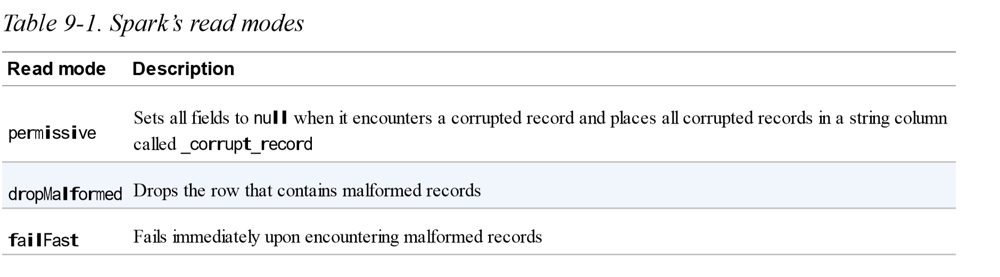 Table 9-1. Spark’s read modes
Read mode Description
permissive Sets all fields to null when it encounters a corrupted record and places all corrupted records in a string column
called _corrupt_record
dropMalformed Drops the row that contains malformed records
failFast Fails immediately upon encountering malformed records